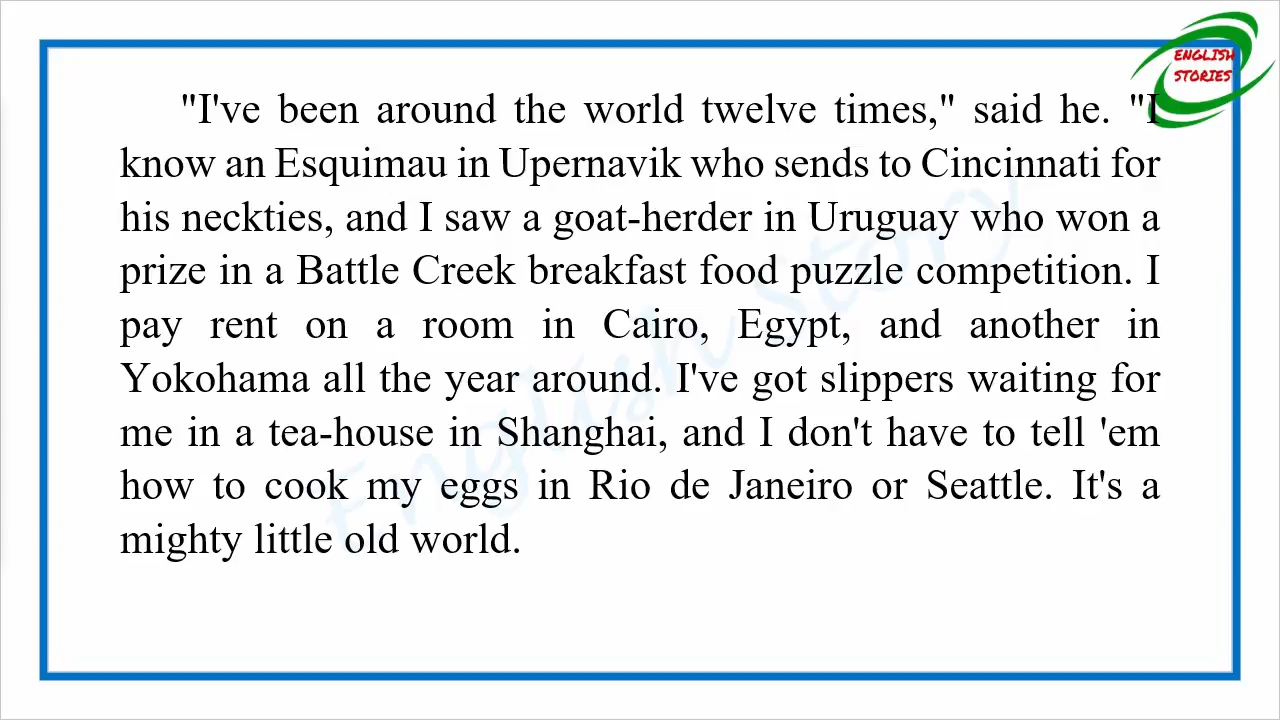 ENGLISH
STORIES
"I've been around the world twelve times," said he. "I
know an Esquimau in Upernavik who sends to Cincinnati for
his neckties, and I saw a goat-herder in Uruguay who won a
prize in a Battle Creek breakfast food puzzle competition. I
pay rent on a room in Cairo, Egypt, and another in
Yokohama all the year around. I've got slippers waiting for
me in a tea-house in Shanghai, and I don't have to tell 'em
how to cook my eggs in Rio de Janeiro or Seattle. It's a
mighty little old world.
English Story